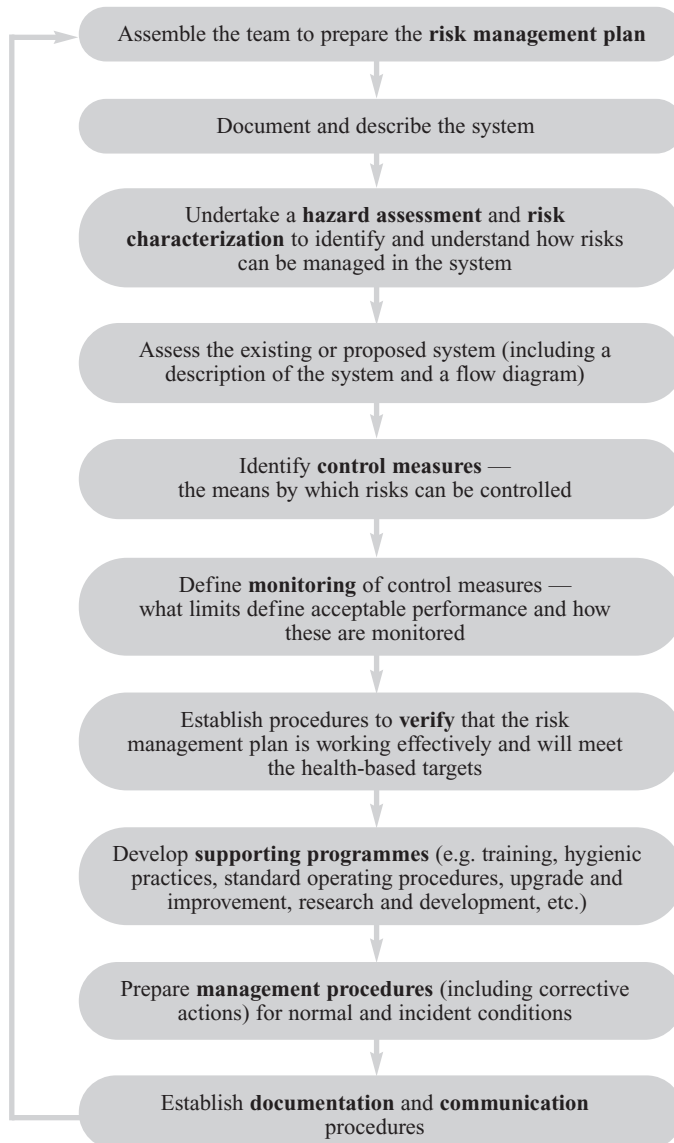 Assemble the team to prepare the risk management plan
Document and describe the system
Undertake a hazard assessment and risk
characterization to identify and understand how risks
can be managed in the system
Assess the existing or proposed system (including a
description of the system and a flow diagram)
Identify control measures —
the means by which risks can be controlled
Define monitoring of control measures —
what limits define acceptable performance and how
these are monitored
Establish procedures to verify that the risk
management plan is working effectively and will meet
the health-based targets
Develop supporting programmes (e.g. training, hygienic
practices, standard operating procedures, upgrade and
improvement, research and development, etc.)
Prepare management procedures (including corrective
actions) for normal and incident conditions
Establish documentation and communication
procedures